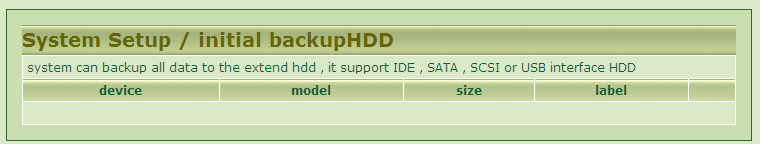 System Setup / initial backupHDD
system can backup all data to the extend hdd , it support IDE , SATA , SCSI or USB interface HDD
device model size label